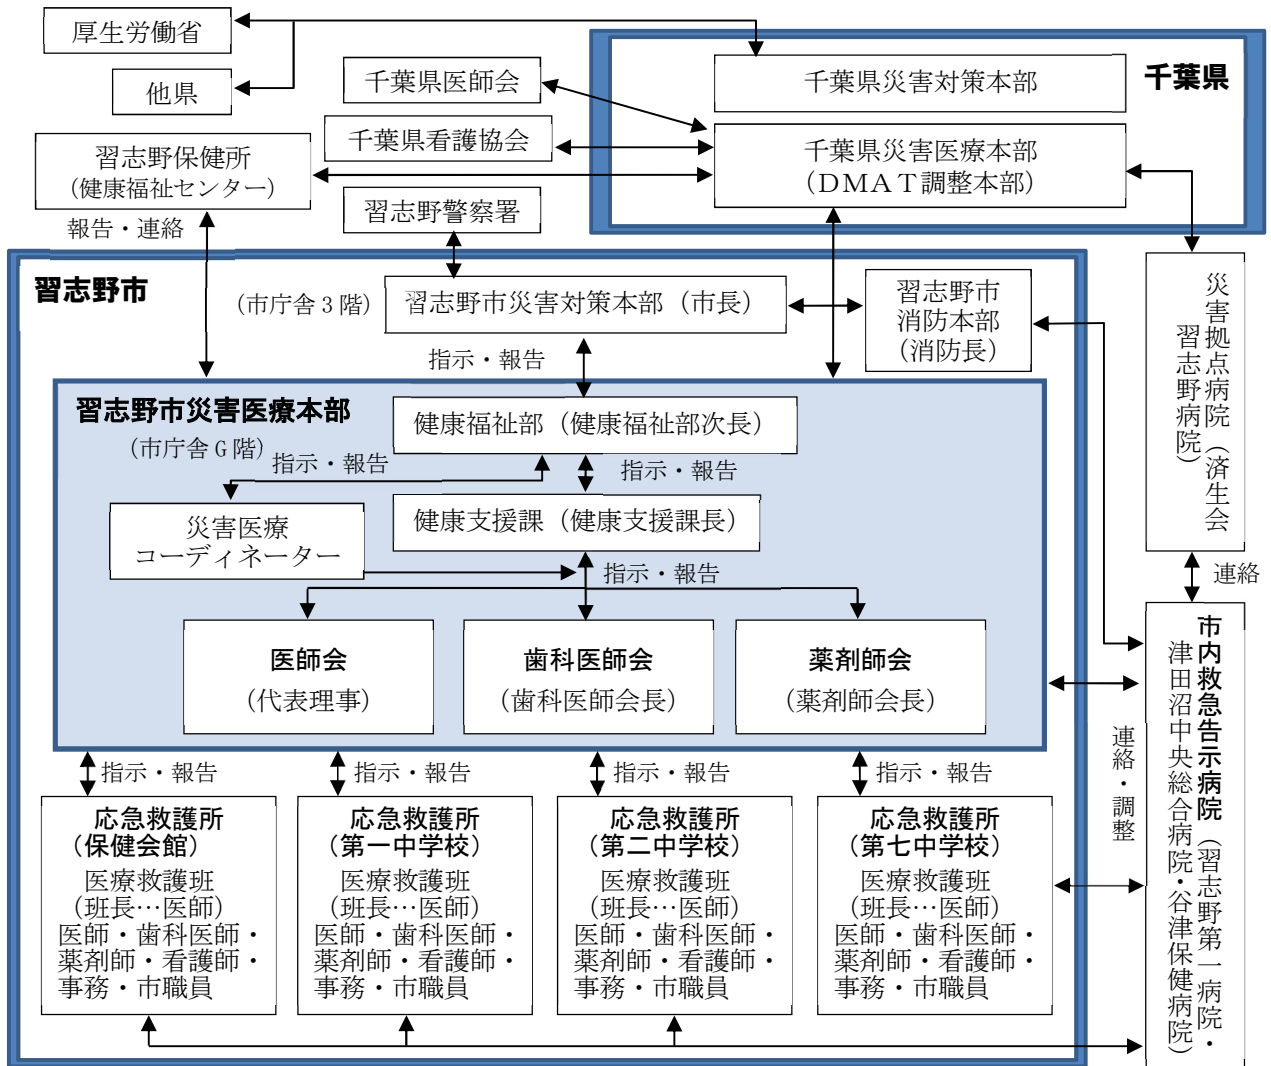 厚生労働省
他県
千葉県
千葉県災害対策本部
千葉県医師会
千葉県看護協会
千葉県災害医療本部
（ＤＭＡＴ調整本部）
習志野保健所
（健康福祉センター）
報告・連絡
習志野警察署
習志野市
（市庁舎３階）
習志野市災害対策本部（市長）
習志野市
消防本部
（消防長）
災害拠点病院（済生会
習志野病院）
指示・報告
習志野市災害医療本部
（市庁舎Ｇ階）
健康福祉部（健康福祉部次長）
指示・報告
指示・報告
災害医療
コーディネーター
健康支援課（健康支援課長）
指示・報告
連絡
医師会
（代表理事）
歯科医師会
（歯科医師会長）
薬剤師会
（薬剤師会長）
市内救急告示病院（習志野第一病院・
津田沼中央総合病院・谷津保健病院）
連絡・調整
指示・報告
指示・報告
指示・報告
指示・報告
応急救護所
（保健会館）
医療救護班
（班長…医師）
医師・歯科医師・
薬剤師・看護師・
事務・市職員
応急救護所
（第一中学校）
医療救護班
（班長…医師）
医師・歯科医師・
薬剤師・看護師・
事務・市職員
応急救護所
（第二中学校）
医療救護班
（班長…医師）
医師・歯科医師・
薬剤師・看護師・
事務・市職員
応急救護所
（第七中学校）
医療救護班
（班長…医師）
医師・歯科医師・
薬剤師・看護師・
事務・市職員